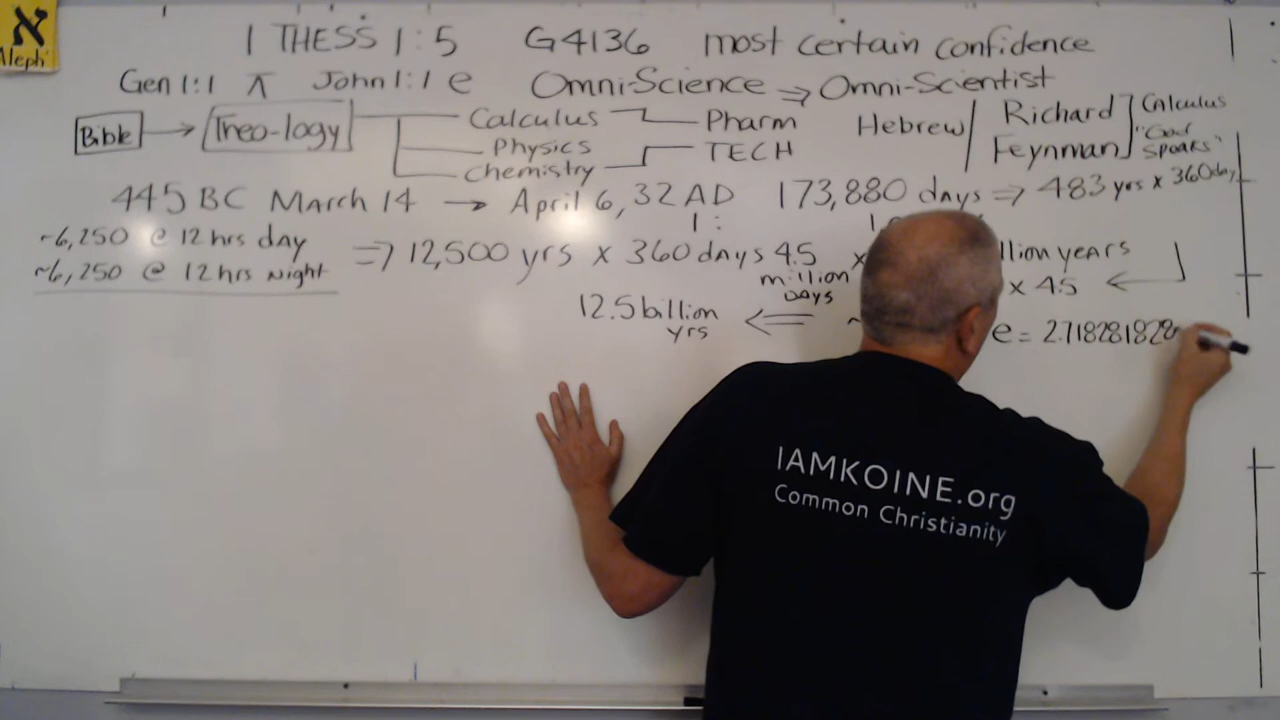 א
Aleph
1 THESS 1:5 G4136 most certain confidence
Gen 1:1 π John 1:1 e Omni-Science ⇒ Omni-Scientist
Bible → Theo-logy
Calculus Pharm
Physics
Chemistry TECH
Hebrew / Richard Feynman
Calculus
"God
Speaks"
445 BC March 14 → April 6, 32 AD 173,880 days ⇒ 483 yrs x 360 day
1:
~6,250 @ 12 hrs day
~6,250 @ 12 hrs Night
⇒ 12,500 yrs x 360 days 4.5 x
million
Days
llion years
x 4.5 ←
12.5 billion
yrs
⇐ ~
e = 2.718281828
IAMKOINE.org
Common Christianity